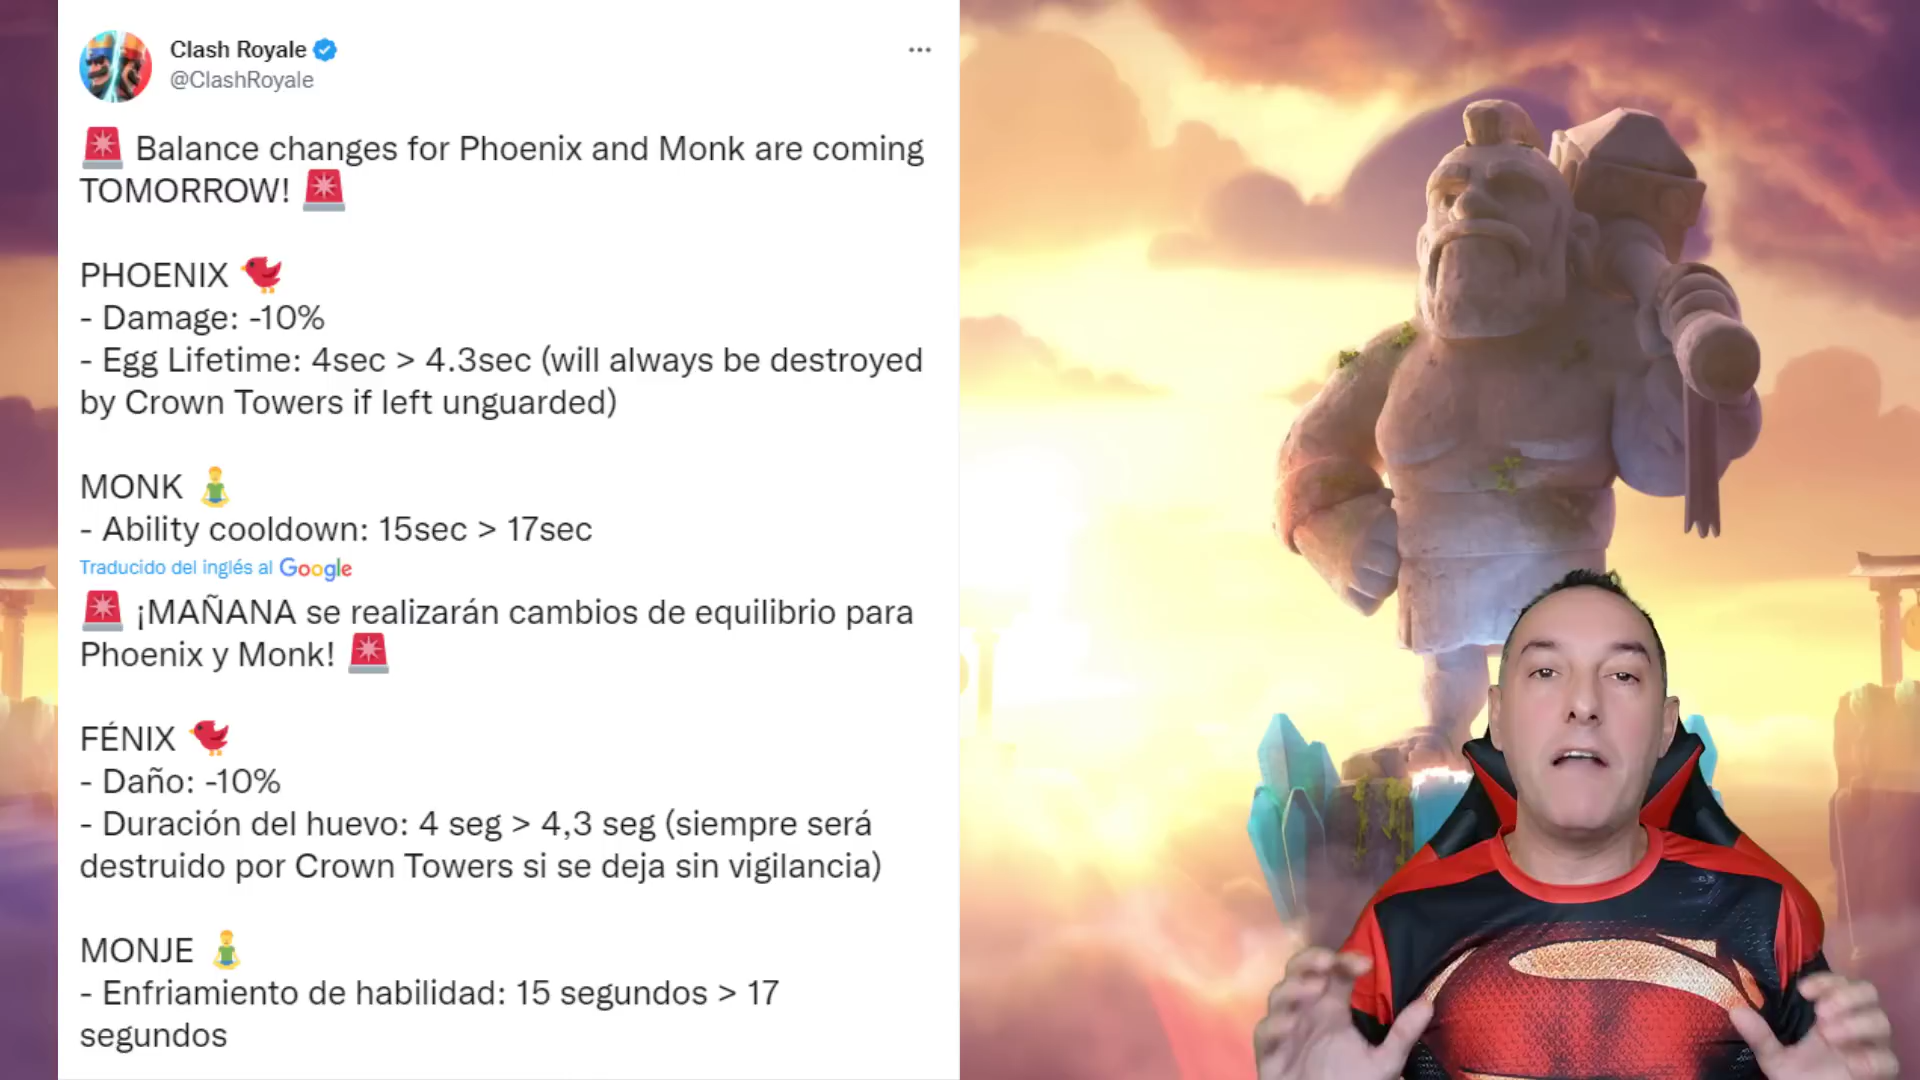 Clash Royale
@ClashRoyale
🚨 Balance changes for Phoenix and Monk are coming
TOMORROW! 🚨
PHOENIX 🐦
- Damage: -10%
- Egg Lifetime: 4sec > 4.3sec (will always be destroyed
by Crown Towers if left unguarded)
MONK 🧘
- Ability cooldown: 15sec > 17sec
Traducido del inglés al Google
🚨 ¡MAÑANA se realizarán cambios de equilibrio para
Phoenix y Monk! 🚨
FÉNIX 🐦
- Daño: -10%
- Duración del huevo: 4 seg > 4,3 seg (siempre será
destruido por Crown Towers si se deja sin vigilancia)
MONJE 🧘
- Enfriamiento de habilidad: 15 segundos > 17
segundos